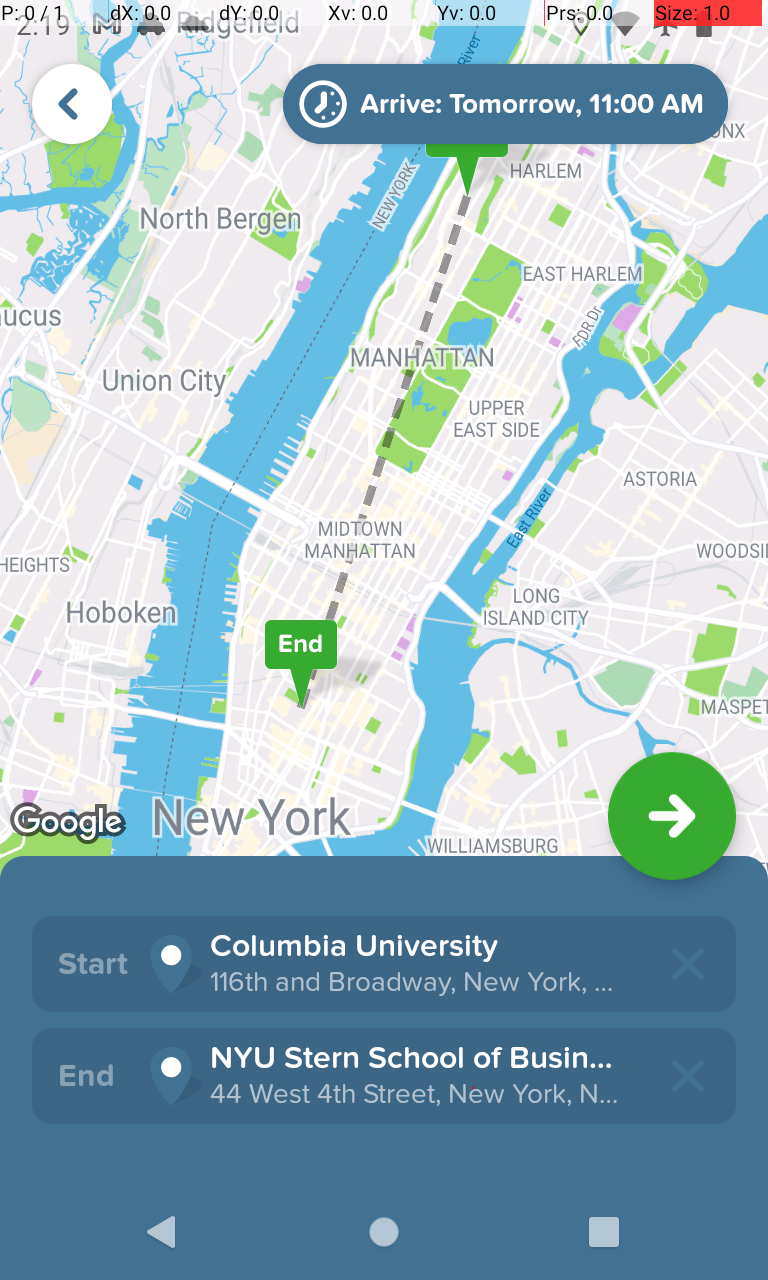 P: 0 / 1 dX: 0.0 dY: 0.0 Xv: 0.0 Yv: 0.0 Prs: 0.0 Size: 1.0
2:19
Ridgefield
River
Arrive: Tomorrow, 11:00 AM
ONX
HARLEM
NEW YORK
North Bergen
EAST HARLEM
ucus
FDR Dr
MANHATTAN
Union City
UPPER
EAST SIDE
ASTORIA
East River
MIDTOWN
MANHATTAN
WOODSI
HEIGHTS
LONG
ISLAND CITY
Hoboken
End
MASPET
Google
New York
WILLIAMSBURG
Start
Columbia University
116th and Broadway, New York, ...
End
NYU Stern School of Busin...
44 West 4th Street, New York, N...